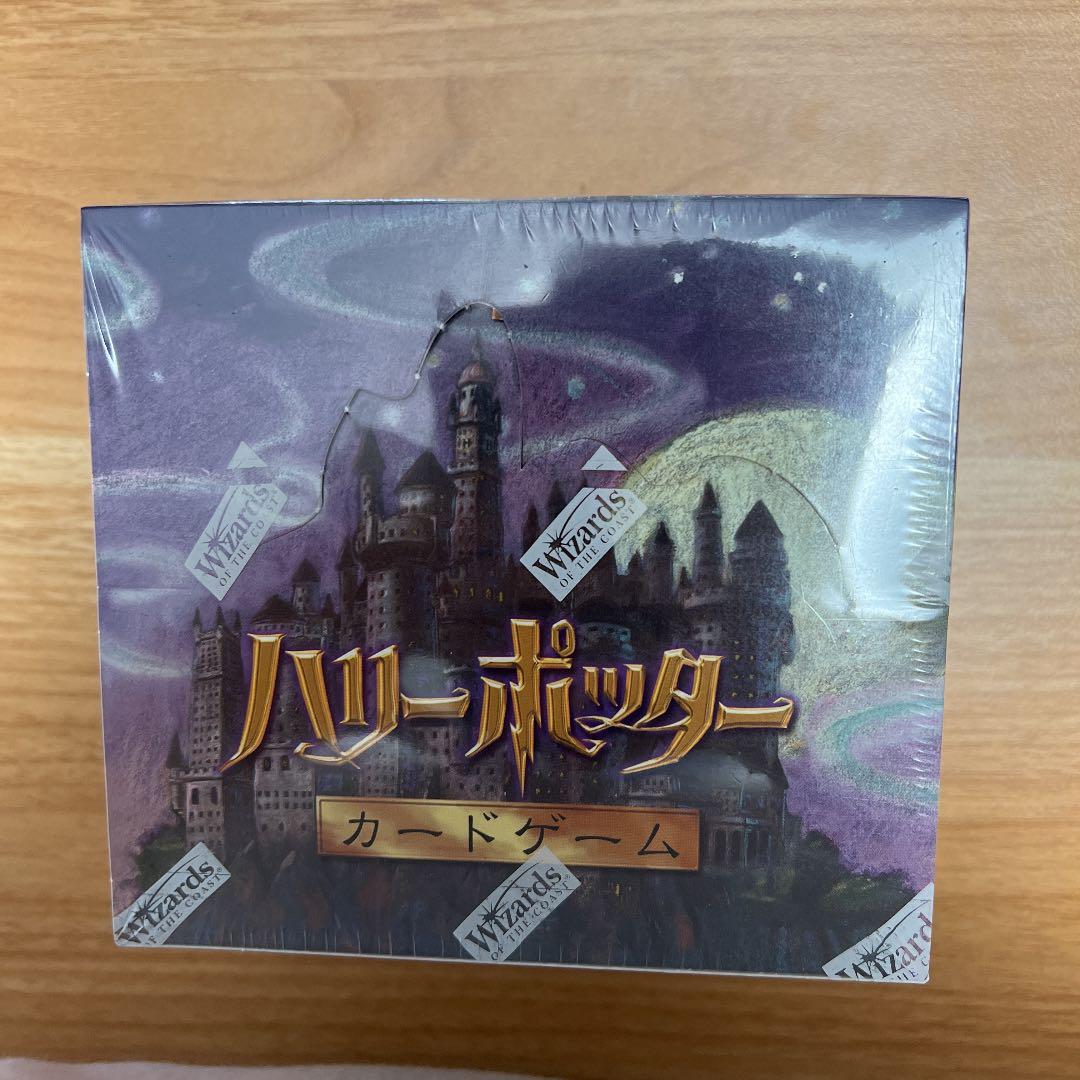 Wizards
OF THE COAST®
Wizards
OF THE COAST®
ハリーポッター
カードゲーム
Wizards
OF THE COAST®
Wizards
OF THE COAST®
Wizard